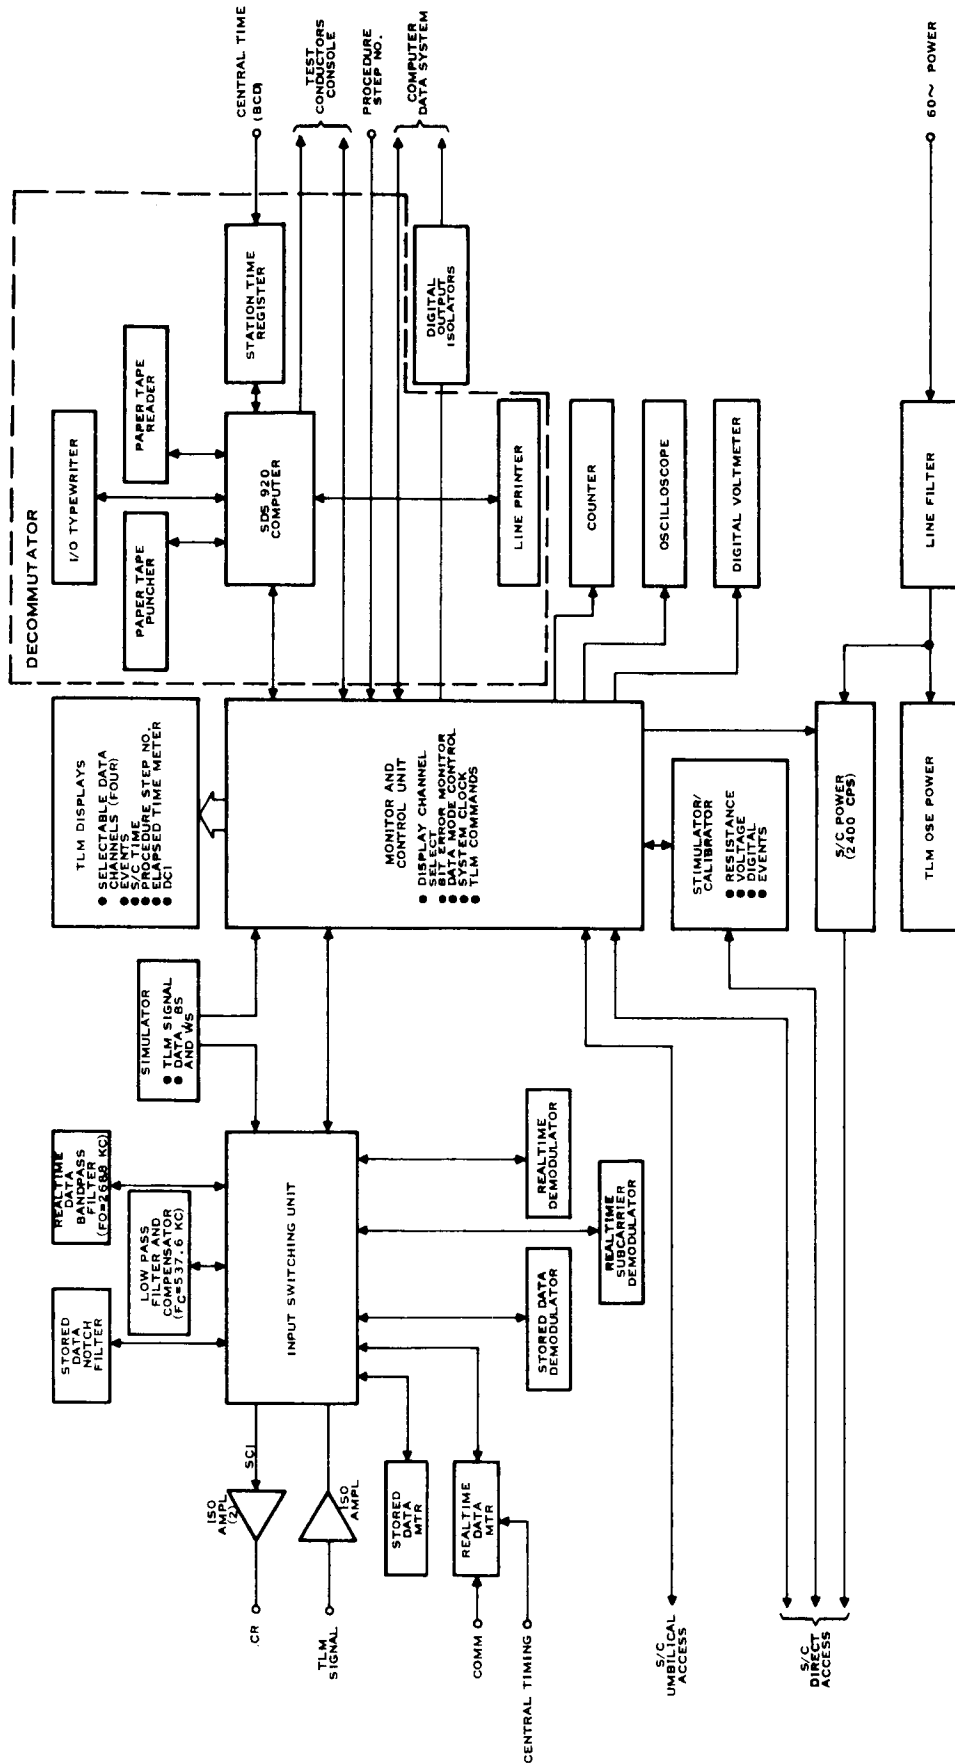 DECOMMUTATOR
I/O TYPEWRITER
PAPER TAPE
PUNCHER
PAPER TAPE
READER
SDS 920
COMPUTER
STATION TIME
REGISTER
CENTRAL TIME
(BCD)
TEST
CONDUCTORS
CONSOLE
PROCEDURE
STEP NO.
COMPUTER
DATA SYSTEM
DIGITAL
OUTPUT
ISOLATORS
LINE PRINTER
COUNTER
OSCILLOSCOPE
DIGITAL VOLTMETER
60~ POWER
LINE FILTER
TLM DISPLAYS
● SELECTABLE DATA
CHANNELS (FOUR)
● EVENTS
● S/C TIME
● PROCEDURE STEP NO.
● ELAPSED TIME METER
● DCI
MONITOR AND
CONTROL UNIT
● DISPLAY CHANNEL
SELECT
● BIT ERROR MONITOR
● DATA MODE CONTROL
● SYSTEM CLOCK
● TLM COMMANDS
STIMULATOR/
CALIBRATOR
● RESISTANCE
● VOLTAGE
● DIGITAL
● EVENTS
S/C POWER
(2400 CPS)
TLM OSE POWER
SIMULATOR
● TLM SIGNAL
● DATA, BS
AND WS
REALTIME
DATA
BANDPASS
FILTER
(FO=2688 KC)
LOW PASS
FILTER AND
COMPENSATOR
(FC=537.6 KC)
STORED
DATA
NOTCH
FILTER
INPUT SWITCHING UNIT
REALTIME
DEMODULATOR
REALTIME
SUBCARRIER
DEMODULATOR
STORED DATA
DEMODULATOR
SCI
ISO
AMPL
(2)
ISO
AMPL
STORED
DATA
MTR
REALTIME
DATA
MTR
CR
TLM
SIGNAL
COMM
CENTRAL TIMING
S/C
UMBILICAL
ACCESS
S/C
DIRECT
ACCESS